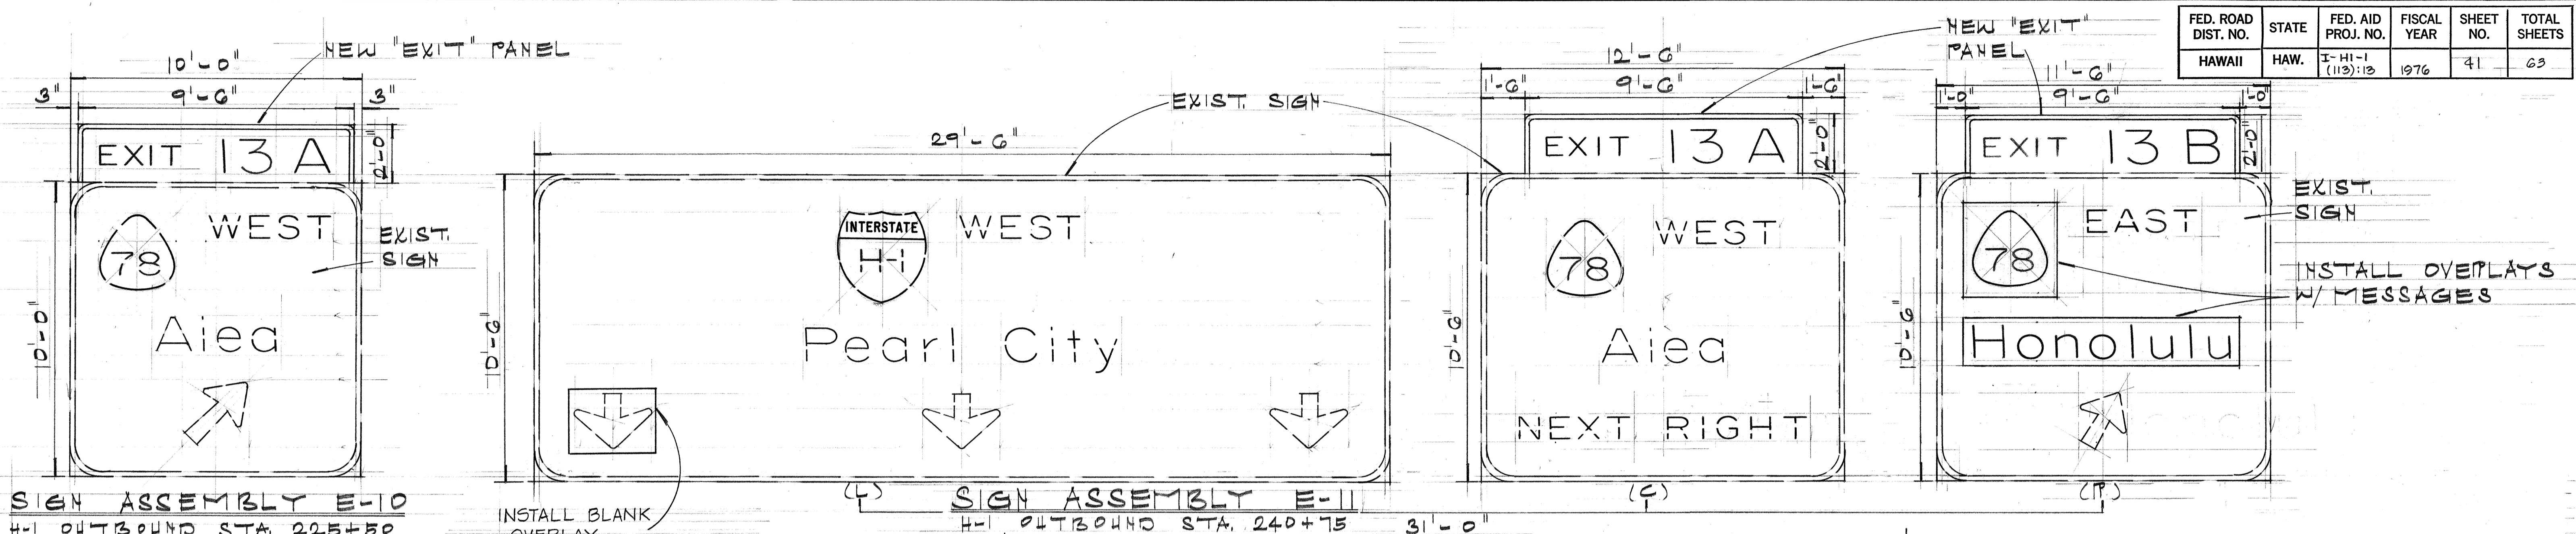 FED. ROAD DIST. NO. STATE FED. AID PROJ. NO. FISCAL YEAR SHEET NO. TOTAL SHEETS
HAWAII HAW. I-H1-1 (113):13 1976 41 63
NEW "EXIT" PANEL
10'-0"
3" 9'-6" 3"
EXIT 13 A
2'-0"
WEST
78
EXIST. SIGN
Aiea
10'-0"
SIGN ASSEMBLY E-10
H-1 OUTBOUND STA. 225+50
EXIST. SIGN
29'-6"
INTERSTATE
H-1
WEST
Pearl City
10'-6"
INSTALL BLANK
OVERLAY
(L)
SIGN ASSEMBLY E-11
H-1 OUTBOUND STA. 240+75
31'-0"
NEW "EXIT"
PANEL
12'-6"
1'-6" 9'-6" 1'-6"
EXIT 13 A
2'-0"
WEST
78
Aiea
NEXT RIGHT
10'-6"
(C)
11'-6"
1'-0" 9'-6" 1'-0"
EXIT 13 B
2'-0"
EAST
78
Honolulu
10'-6"
(R)
EXIST.
SIGN
INSTALL OVERLAYS
W/ MESSAGES